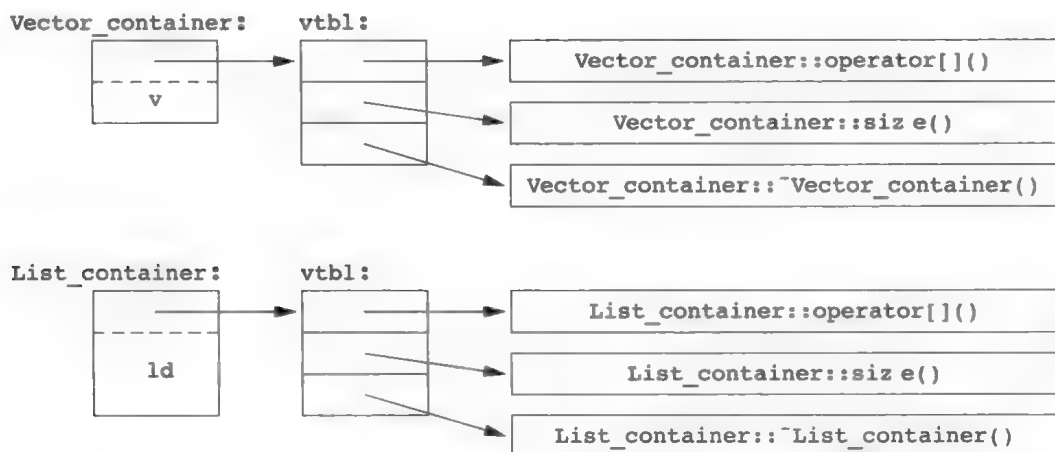 Vector_container: vtbl:
Vector_container::operator[]()
v
Vector_container::siz e()
Vector_container::~Vector_container()
List_container: vtbl:
List_container::operator[]()
ld
List_container::siz e()
List_container::~List_container()